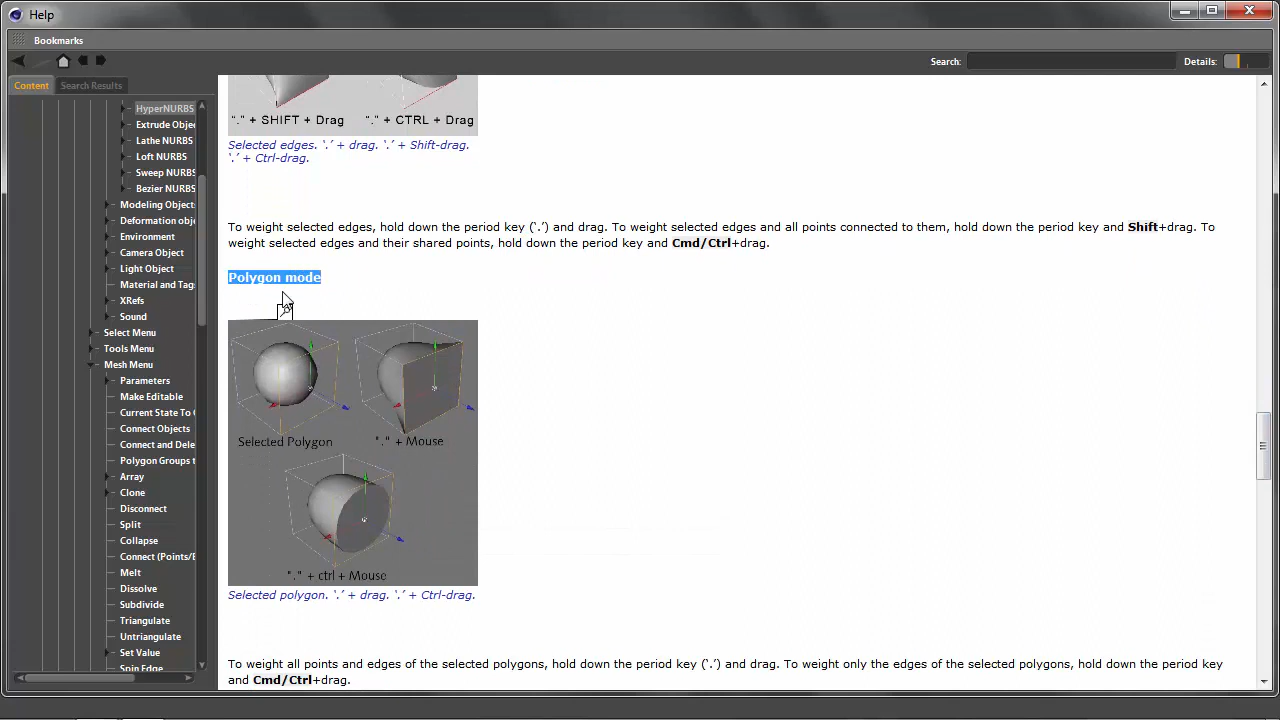 Help
Bookmarks
Search:
Details:
Content
Search Results
HyperNURBS
Extrude Obje
Lathe NURBS
Loft NURBS
Sweep NURBS
Bezier NURBS
Modeling Objects
Deformation obje
Environment
Camera Object
Light Object
Material and Tag
XRefs
Sound
Select Menu
Tools Menu
Mesh Menu
Parameters
Make Editable
Current State To O
Connect Objects
Connect and Dele
Polygon Groups t
Array
Clone
Disconnect
Split
Collapse
Connect (Points/E
Melt
Dissolve
Subdivide
Triangulate
Untriangulate
Set Value
Spin Edge
"." + SHIFT + Drag
"." + CTRL + Drag
Selected edges. ‘.’ + drag. ‘.’ + Shift-drag.
‘.’ + Ctrl-drag.
To weight selected edges, hold down the period key (‘.’) and drag. To weight selected edges and all points connected to them, hold down the period key and Shift+drag. To
weight selected edges and their shared points, hold down the period key and Cmd/Ctrl+drag.
Polygon mode
Selected Polygon
"." + Mouse
"." + ctrl + Mouse
Selected polygon. ‘.’ + drag. ‘.’ + Ctrl-drag.
To weight all points and edges of the selected polygons, hold down the period key (‘.’) and drag. To weight only the edges of the selected polygons, hold down the period key
and Cmd/Ctrl+drag.